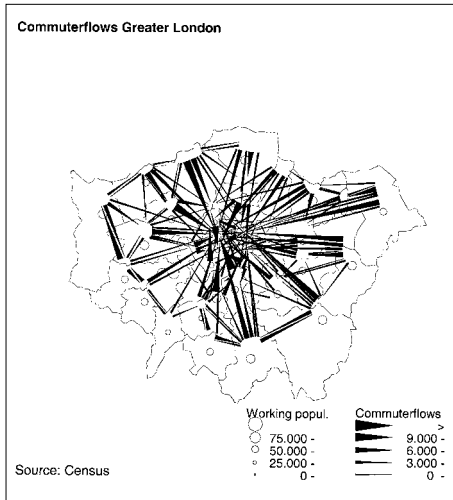 Commuterflows Greater London
Working popul.
75.000 -
50.000 -
25.000 -
0 -
Commuterflows
>
9.000 -
6.000 -
3.000 -
0 -
Source: Census